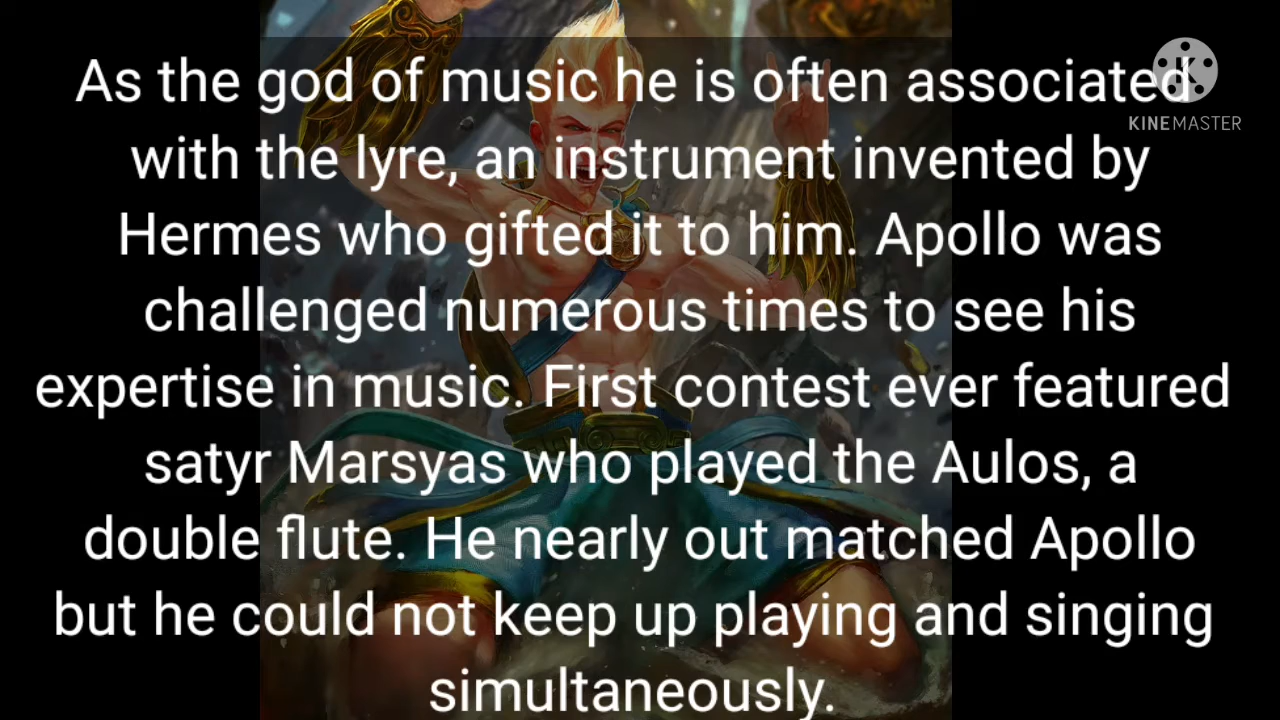 As the god of music he is often associated
with the lyre, an instrument invented by
Hermes who gifted it to him. Apollo was
challenged numerous times to see his
expertise in music. First contest ever featured
satyr Marsyas who played the Aulos, a
double flute. He nearly out matched Apollo
but he could not keep up playing and singing
simultaneously.
K
KINEMASTER